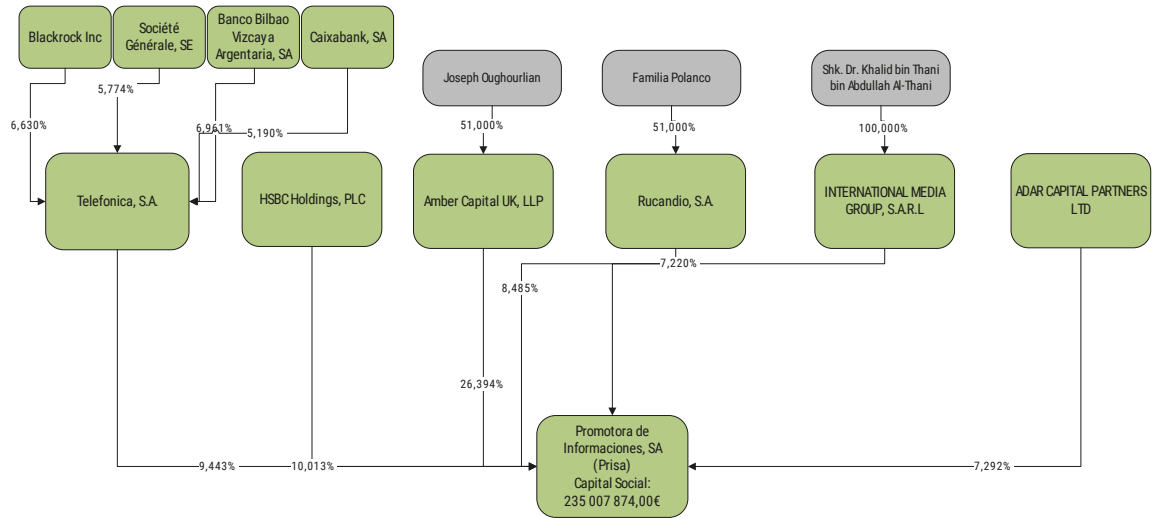 Blackrock Inc
Société
Générale, SE
Banco Bilbao
Vizcaya
Argentaria, SA
Caixabank, SA
Joseph Oughourlian
Familia Polanco
Shk. Dr. Khalid bin Thani
bin Abdullah Al-Thani
5,774%
6,630%
6,961%
5,190%
51,000%
51,000%
100,000%
Telefonica, S.A.
HSBC Holdings, PLC
Amber Capital UK, LLP
Rucandio, S.A.
INTERNATIONAL MEDIA
GROUP, S.A.R.L
ADAR CAPITAL PARTNERS
LTD
7,220%
8,485%
26,394%
Promotora de
Informaciones, SA
(Prisa)
Capital Social:
235 007 874,00€
9,443%
10,013%
7,292%